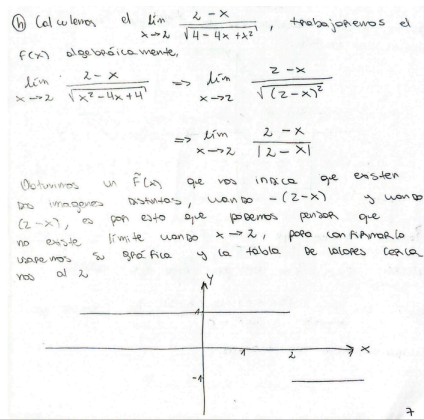 ⓗ Calculemos el lím x→2 2-x / √(4-4x+x²), trabajaremos el
F(x) algebráicamente,
lím x→2 2-x / √(x²-4x+4) => lím x→2 2-x / √((2-x)²)
=> lím x→2 2-x / |2-x|
Obtuvimos un F̃(x) que nos indica que existen
dos imagenes distintas, cuando -(2-x) y cuando
(2-x), es por esto que podemos pensar que
no existe límite cuando x→2, para confirmarlo
usaremos su gráfica y la tabla de valores cerca
nos al 2
Y
1
1 2 X
-1
7